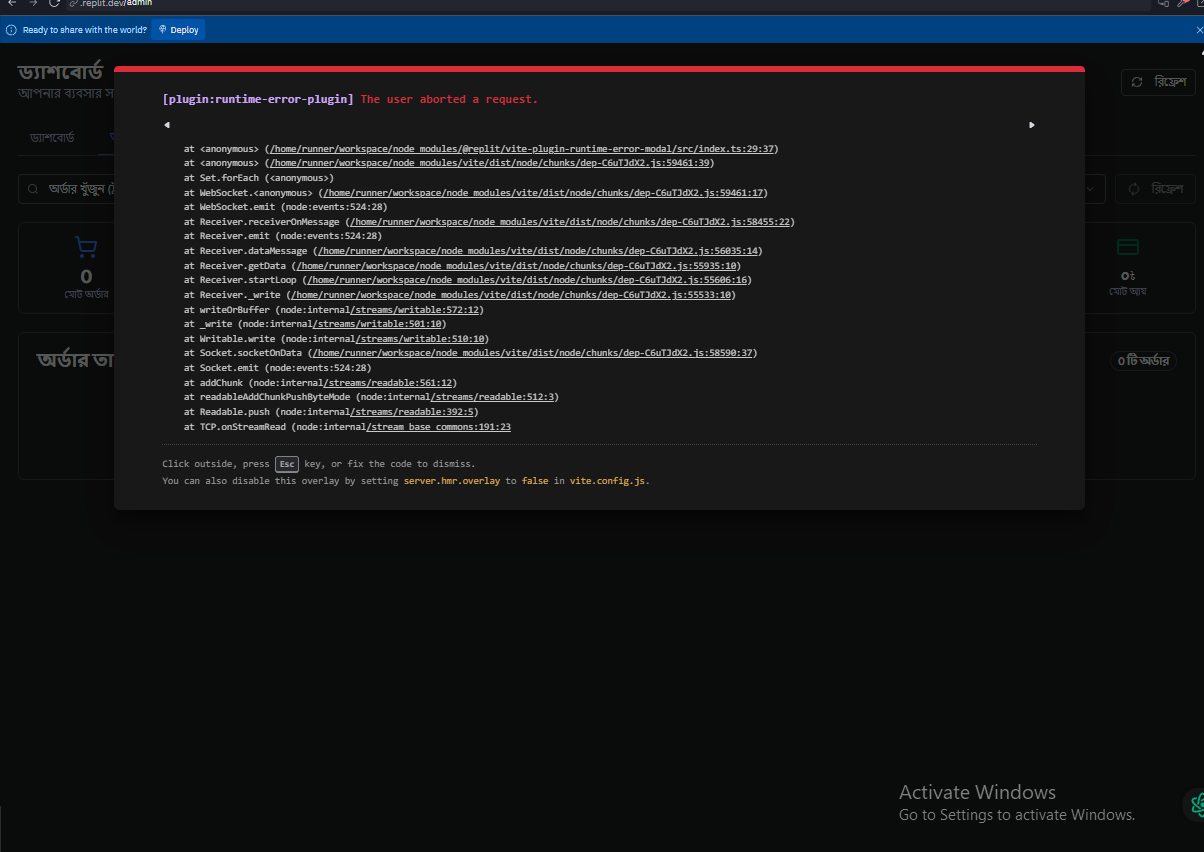 .replit.dev/admin
Ready to share with the world? Deploy
ড্যাশবোর্ড
আপনার ব্যবসার স
রিফ্রেশ
ড্যাশবোর্ড
অর্ডার খুঁজুন
রিফ্রেশ
0
মোট অর্ডার
0৳
মোট আয়
অর্ডার তা
0 টি অর্ডার
[plugin:runtime-error-plugin] The user aborted a request.
at <anonymous> (/home/runner/workspace/node_modules/@replit/vite-plugin-runtime-error-modal/src/index.ts:29:37)
at <anonymous> (/home/runner/workspace/node_modules/vite/dist/node/chunks/dep-C6uTJdX2.js:59461:39)
at Set.forEach (<anonymous>)
at WebSocket.<anonymous> (/home/runner/workspace/node_modules/vite/dist/node/chunks/dep-C6uTJdX2.js:59461:17)
at WebSocket.emit (node:events:524:28)
at Receiver.receiverOnMessage (/home/runner/workspace/node_modules/vite/dist/node/chunks/dep-C6uTJdX2.js:58455:22)
at Receiver.emit (node:events:524:28)
at Receiver.dataMessage (/home/runner/workspace/node_modules/vite/dist/node/chunks/dep-C6uTJdX2.js:56035:14)
at Receiver.getData (/home/runner/workspace/node_modules/vite/dist/node/chunks/dep-C6uTJdX2.js:55935:10)
at Receiver.startLoop (/home/runner/workspace/node_modules/vite/dist/node/chunks/dep-C6uTJdX2.js:55606:16)
at Receiver._write (/home/runner/workspace/node_modules/vite/dist/node/chunks/dep-C6uTJdX2.js:55533:10)
at writeOrBuffer (node:internal/streams/writable:572:12)
at _write (node:internal/streams/writable:501:10)
at Writable.write (node:internal/streams/writable:510:10)
at Socket.socketOnData (/home/runner/workspace/node_modules/vite/dist/node/chunks/dep-C6uTJdX2.js:58590:37)
at Socket.emit (node:events:524:28)
at addChunk (node:internal/streams/readable:561:12)
at readableAddChunkPushByteMode (node:internal/streams/readable:512:3)
at Readable.push (node:internal/streams/readable:392:5)
at TCP.onStreamRead (node:internal/stream_base_commons:191:23
Click outside, press Esc key, or fix the code to dismiss.
You can also disable this overlay by setting server.hmr.overlay to false in vite.config.js.
Activate Windows
Go to Settings to activate Windows.